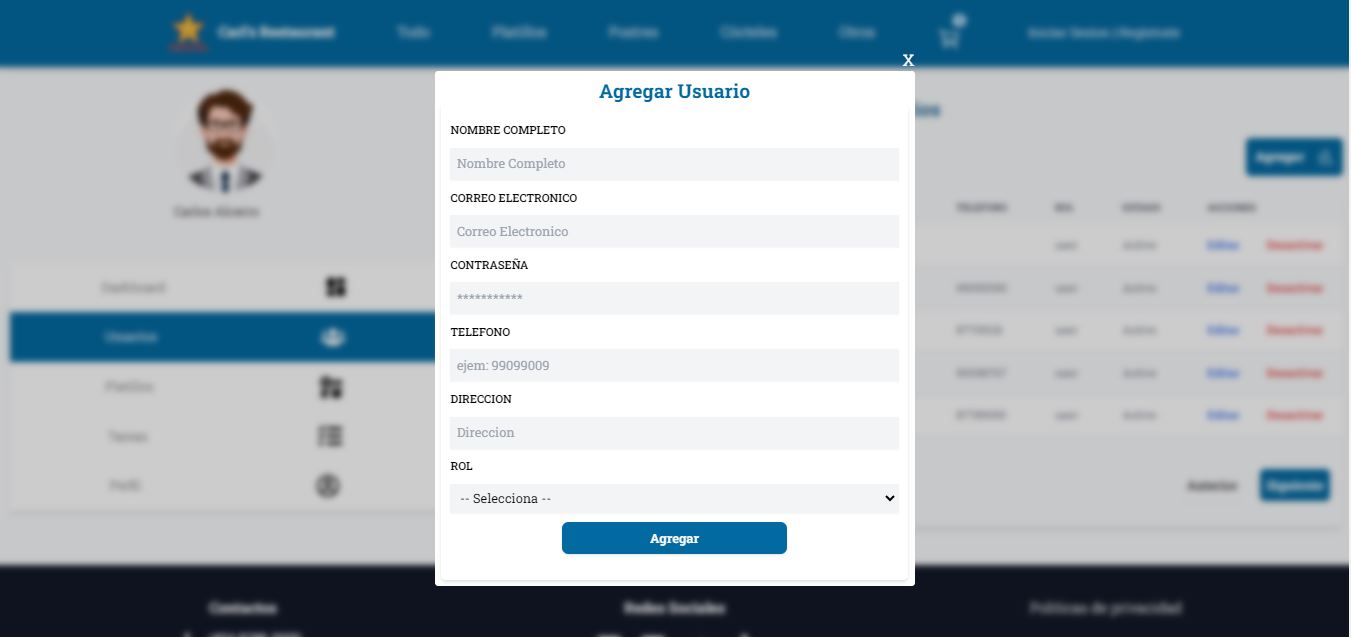 Carl's Restaurant
Todo
Platillos
Postres
Cócteles
Otros
Iniciar Sesion | Registrate
X
Agregar Usuario
NOMBRE COMPLETO
Nombre Completo
CORREO ELECTRONICO
Correo Electronico
CONTRASEÑA
***********
TELEFONO
ejem: 99099009
DIRECCION
Direccion
ROL
-- Selecciona --
Agregar
Agregar
TELEFONO
ROL
ESTADO
ACCIONES
Editar
Desactivar
Editar
Desactivar
Editar
Desactivar
Editar
Desactivar
Editar
Desactivar
Dashboard
Usuarios
Platillos
Tareas
Perfil
Anterior
Siguiente
Contactos
Redes Sociales
Politicas de privacidad